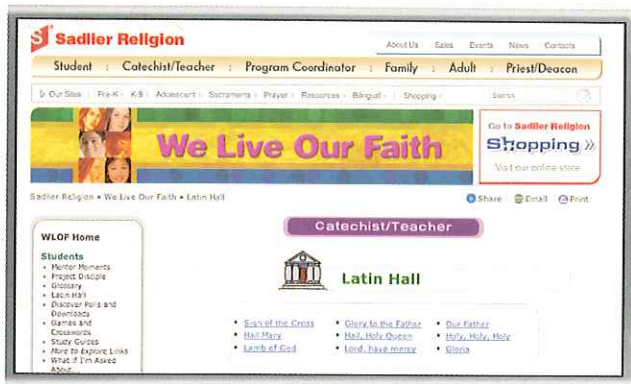 S Sadlier Religion
About Us Sales Events News Contacts
Student : Catechist/Teacher : Program Coordinator : Family : Adult : Priest/Deacon
Our Sites Pre-K K-8 Adolescent Sacraments Prayer Resources Bilingual Shopping Search
We Live Our Faith
Go to Sadlier Religion
Shopping »
Visit our online store
Sadlier Religion • We Live Our Faith • Latin Hall
Share Email Print
Catechist/Teacher
Latin Hall
WLOF Home
Students
• Mentor Moments
• Project Disciple
• Glossary
• Latin Hall
• Discover Polls and
Downloads
• Games and
Crosswords
• Study Guides
• More to Explore Links
• What if I'm Asked
About...
• Sign of the Cross • Glory to the Father • Our Father
• Hail Mary • Hail, Holy Queen • Holy, Holy, Holy
• Lamb of God • Lord, have mercy • Gloria